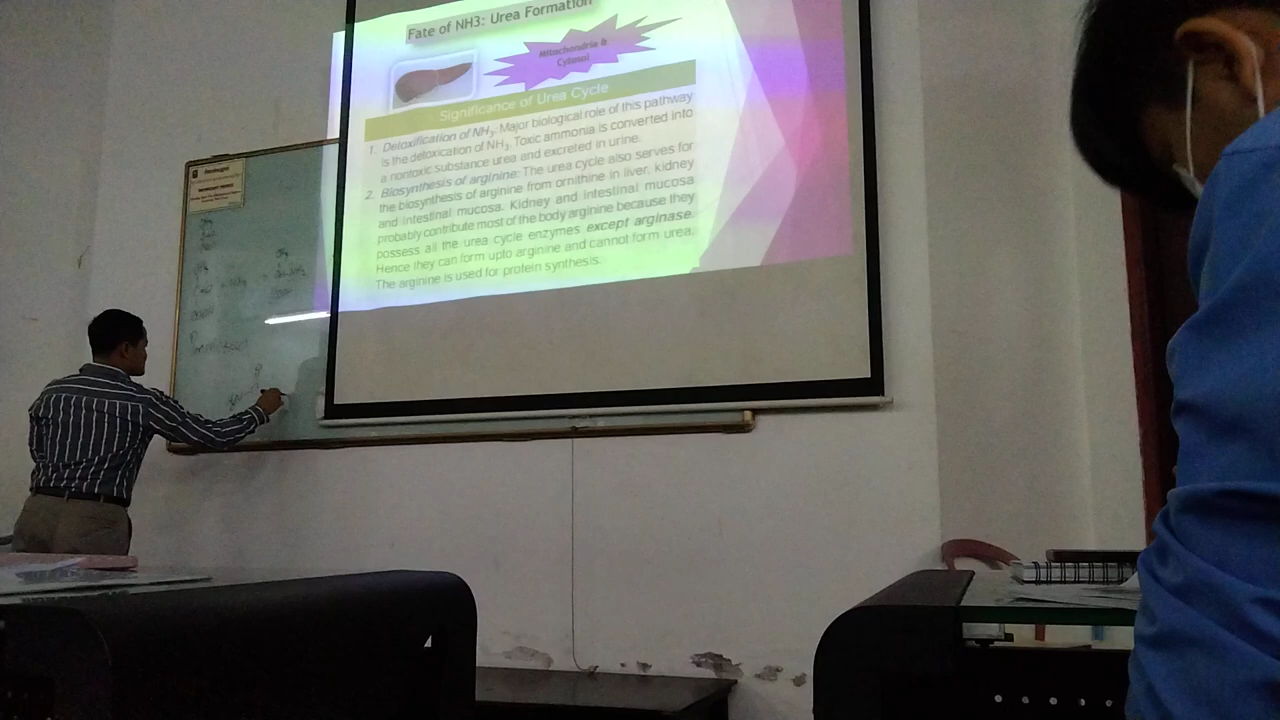 Fate of NH3: Urea Formation
Mitochondria &
Cytosol
Significance of Urea Cycle
1. Detoxification of NH3: Major biological role of this pathway
is the detoxication of NH3. Toxic ammonia is converted into
a nontoxic substance urea and excreted in urine.
2. Biosynthesis of arginine: The urea cycle also serves for
the biosynthesis of arginine from ornithine in liver, kidney
and intestinal mucosa. Kidney and intestinal mucosa
probably contribute most of the body arginine because they
possess all the urea cycle enzymes except arginase.
Hence they can form upto arginine and cannot form urea.
The arginine is used for protein synthesis.